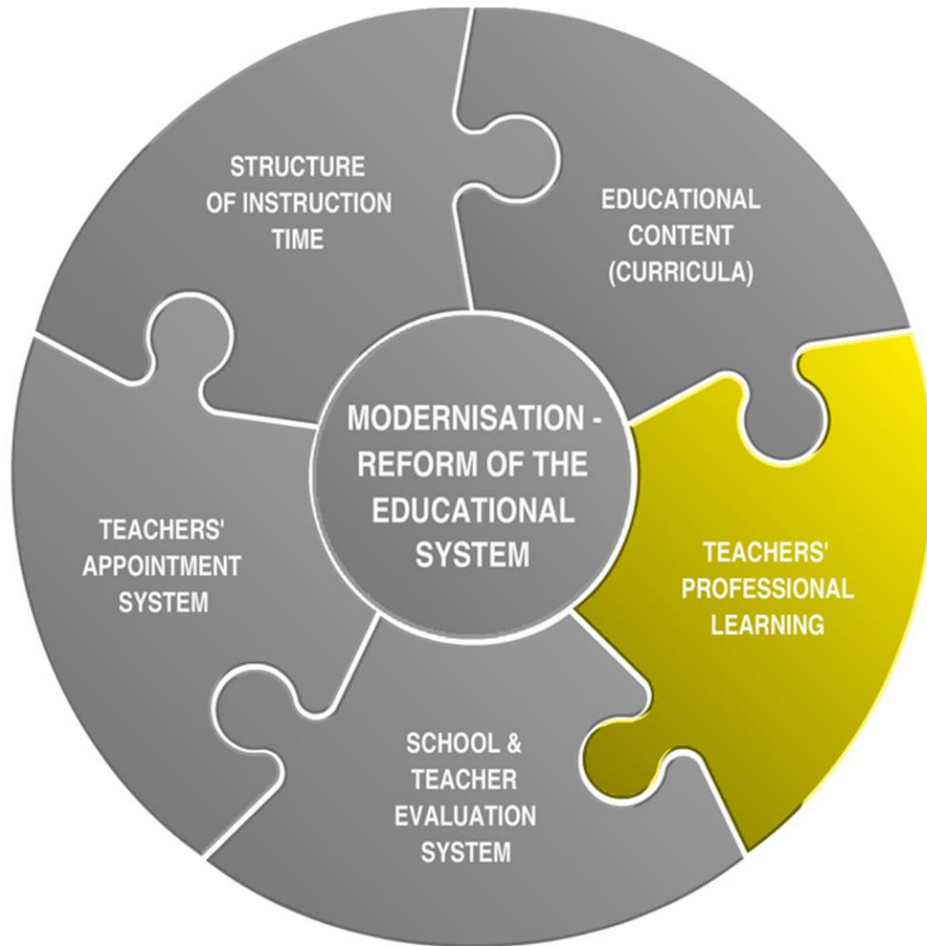 STRUCTURE
OF INSTRUCTION
TIME
EDUCATIONAL
CONTENT
(CURRICULA)
MODERNISATION -
REFORM OF THE
EDUCATIONAL
SYSTEM
TEACHERS'
APPOINTMENT
SYSTEM
TEACHERS'
PROFESSIONAL
LEARNING
SCHOOL &
TEACHER
EVALUATION
SYSTEM